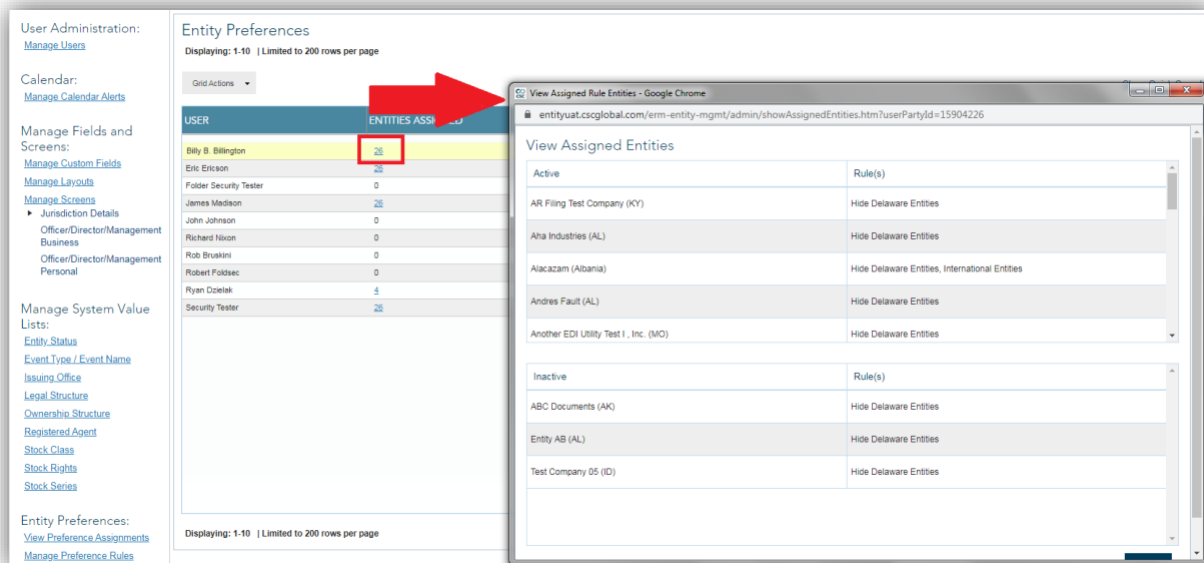 User Administration:
Manage Users
Calendar:
Manage Calendar Alerts
Manage Fields and
Screens:
Manage Custom Fields
Manage Layouts
Manage Screens
Jurisdiction Details
Officer/Director/Management
Business
Officer/Director/Management
Personal
Manage System Value
Lists:
Entity Status
Event Type / Event Name
Issuing Office
Legal Structure
Ownership Structure
Registered Agent
Stock Class
Stock Rights
Stock Series
Entity Preferences:
View Preference Assignments
Manage Preference Rules
Entity Preferences
Displaying: 1-10 | Limited to 200 rows per page
Grid Actions
USER ENTITIES ASSIGNED
Billy B. Billington 26
Eric Ericson 26
Folder Security Tester 0
James Madison 26
John Johnson 0
Richard Nixon 0
Rob Bruskini 0
Robert Foldsec 0
Ryan Dzielak 4
Security Tester 26
Displaying: 1-10 | Limited to 200 rows per page
View Assigned Rule Entities - Google Chrome
entityuat.cscglobal.com/erm-entity-mgmt/admin/showAssignedEntities.htm?userPartyId=15904226
View Assigned Entities
Active Rule(s)
AR Filing Test Company (KY) Hide Delaware Entities
Aha Industries (AL) Hide Delaware Entities
Alacazam (Albania) Hide Delaware Entities, International Entities
Andres Fault (AL) Hide Delaware Entities
Another EDI Utility Test I , Inc. (MO) Hide Delaware Entities
Inactive Rule(s)
ABC Documents (AK) Hide Delaware Entities
Entity AB (AL) Hide Delaware Entities
Test Company 05 (ID) Hide Delaware Entities